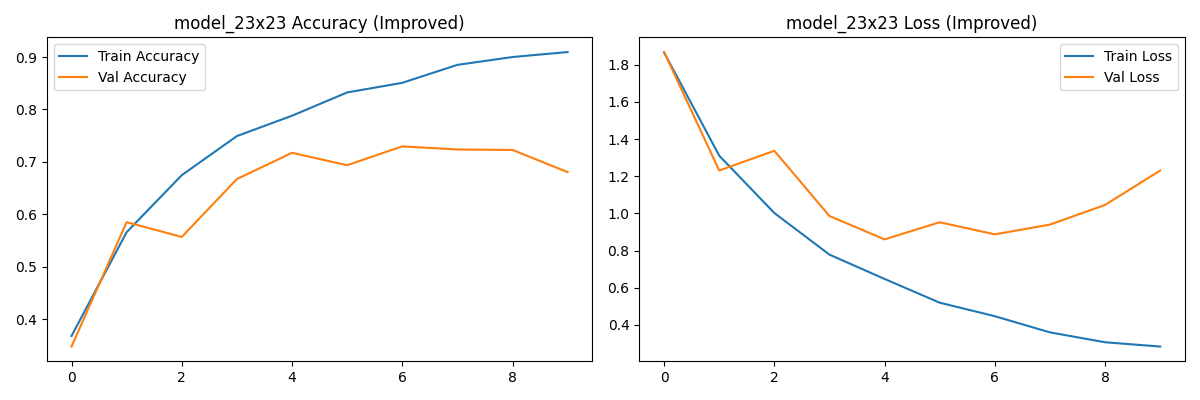 model_23x23 Accuracy (Improved)
Train Accuracy
Val Accuracy
0.9
0.8
0.7
0.6
0.5
0.4
0 2 4 6 8
model_23x23 Loss (Improved)
Train Loss
Val Loss
1.8
1.6
1.4
1.2
1.0
0.8
0.6
0.4
0 2 4 6 8